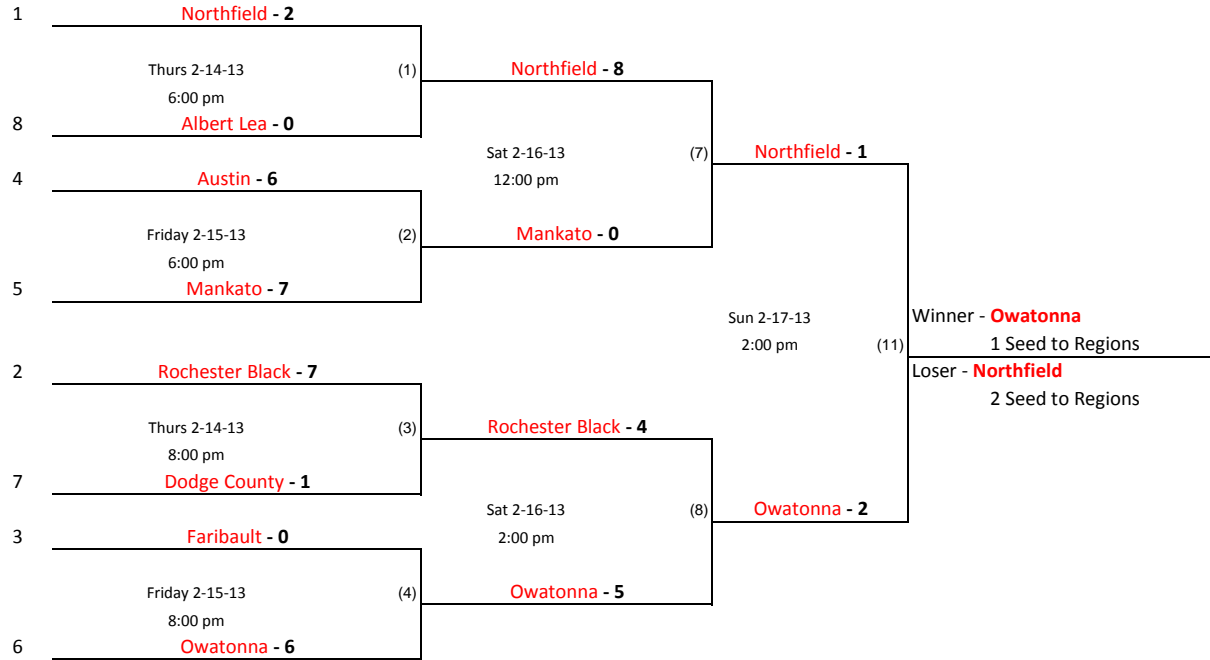 1 Northfield - 2
Thurs 2-14-13 (1) Northfield - 8
6:00 pm
8 Albert Lea - 0
Sat 2-16-13 (7) Northfield - 1
4 Austin - 6 12:00 pm
Friday 2-15-13 (2) Mankato - 0
6:00 pm
5 Mankato - 7
Sun 2-17-13 Winner - Owatonna
2:00 pm (11) 1 Seed to Regions
2 Rochester Black - 7 Loser - Northfield
2 Seed to Regions
Thurs 2-14-13 (3) Rochester Black - 4
8:00 pm
7 Dodge County - 1
Sat 2-16-13 (8) Owatonna - 2
3 Faribault - 0 2:00 pm
Friday 2-15-13 (4) Owatonna - 5
8:00 pm
6 Owatonna - 6